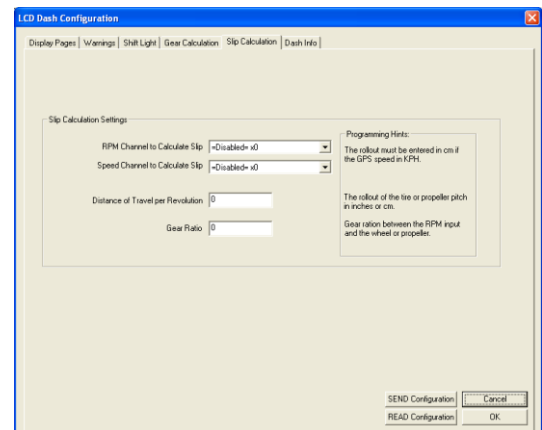 LCD Dash Configuration
Display Pages Warnings Shift Light Gear Calculation Slip Calculation Dash Info
Slip Calculation Settings
RPM Channel to Calculate Slip =Disabled= x0
Speed Channel to Calculate Slip =Disabled= x0
Distance of Travel per Revolution 0
Gear Ratio 0
Programming Hints:
The rollout must be entered in cm if
the GPS speed in KPH.
The rollout of the tire or propeller pitch
in inches or cm.
Gear ration between the RPM input
and the wheel or propeller.
SEND Configuration Cancel
READ Configuration OK